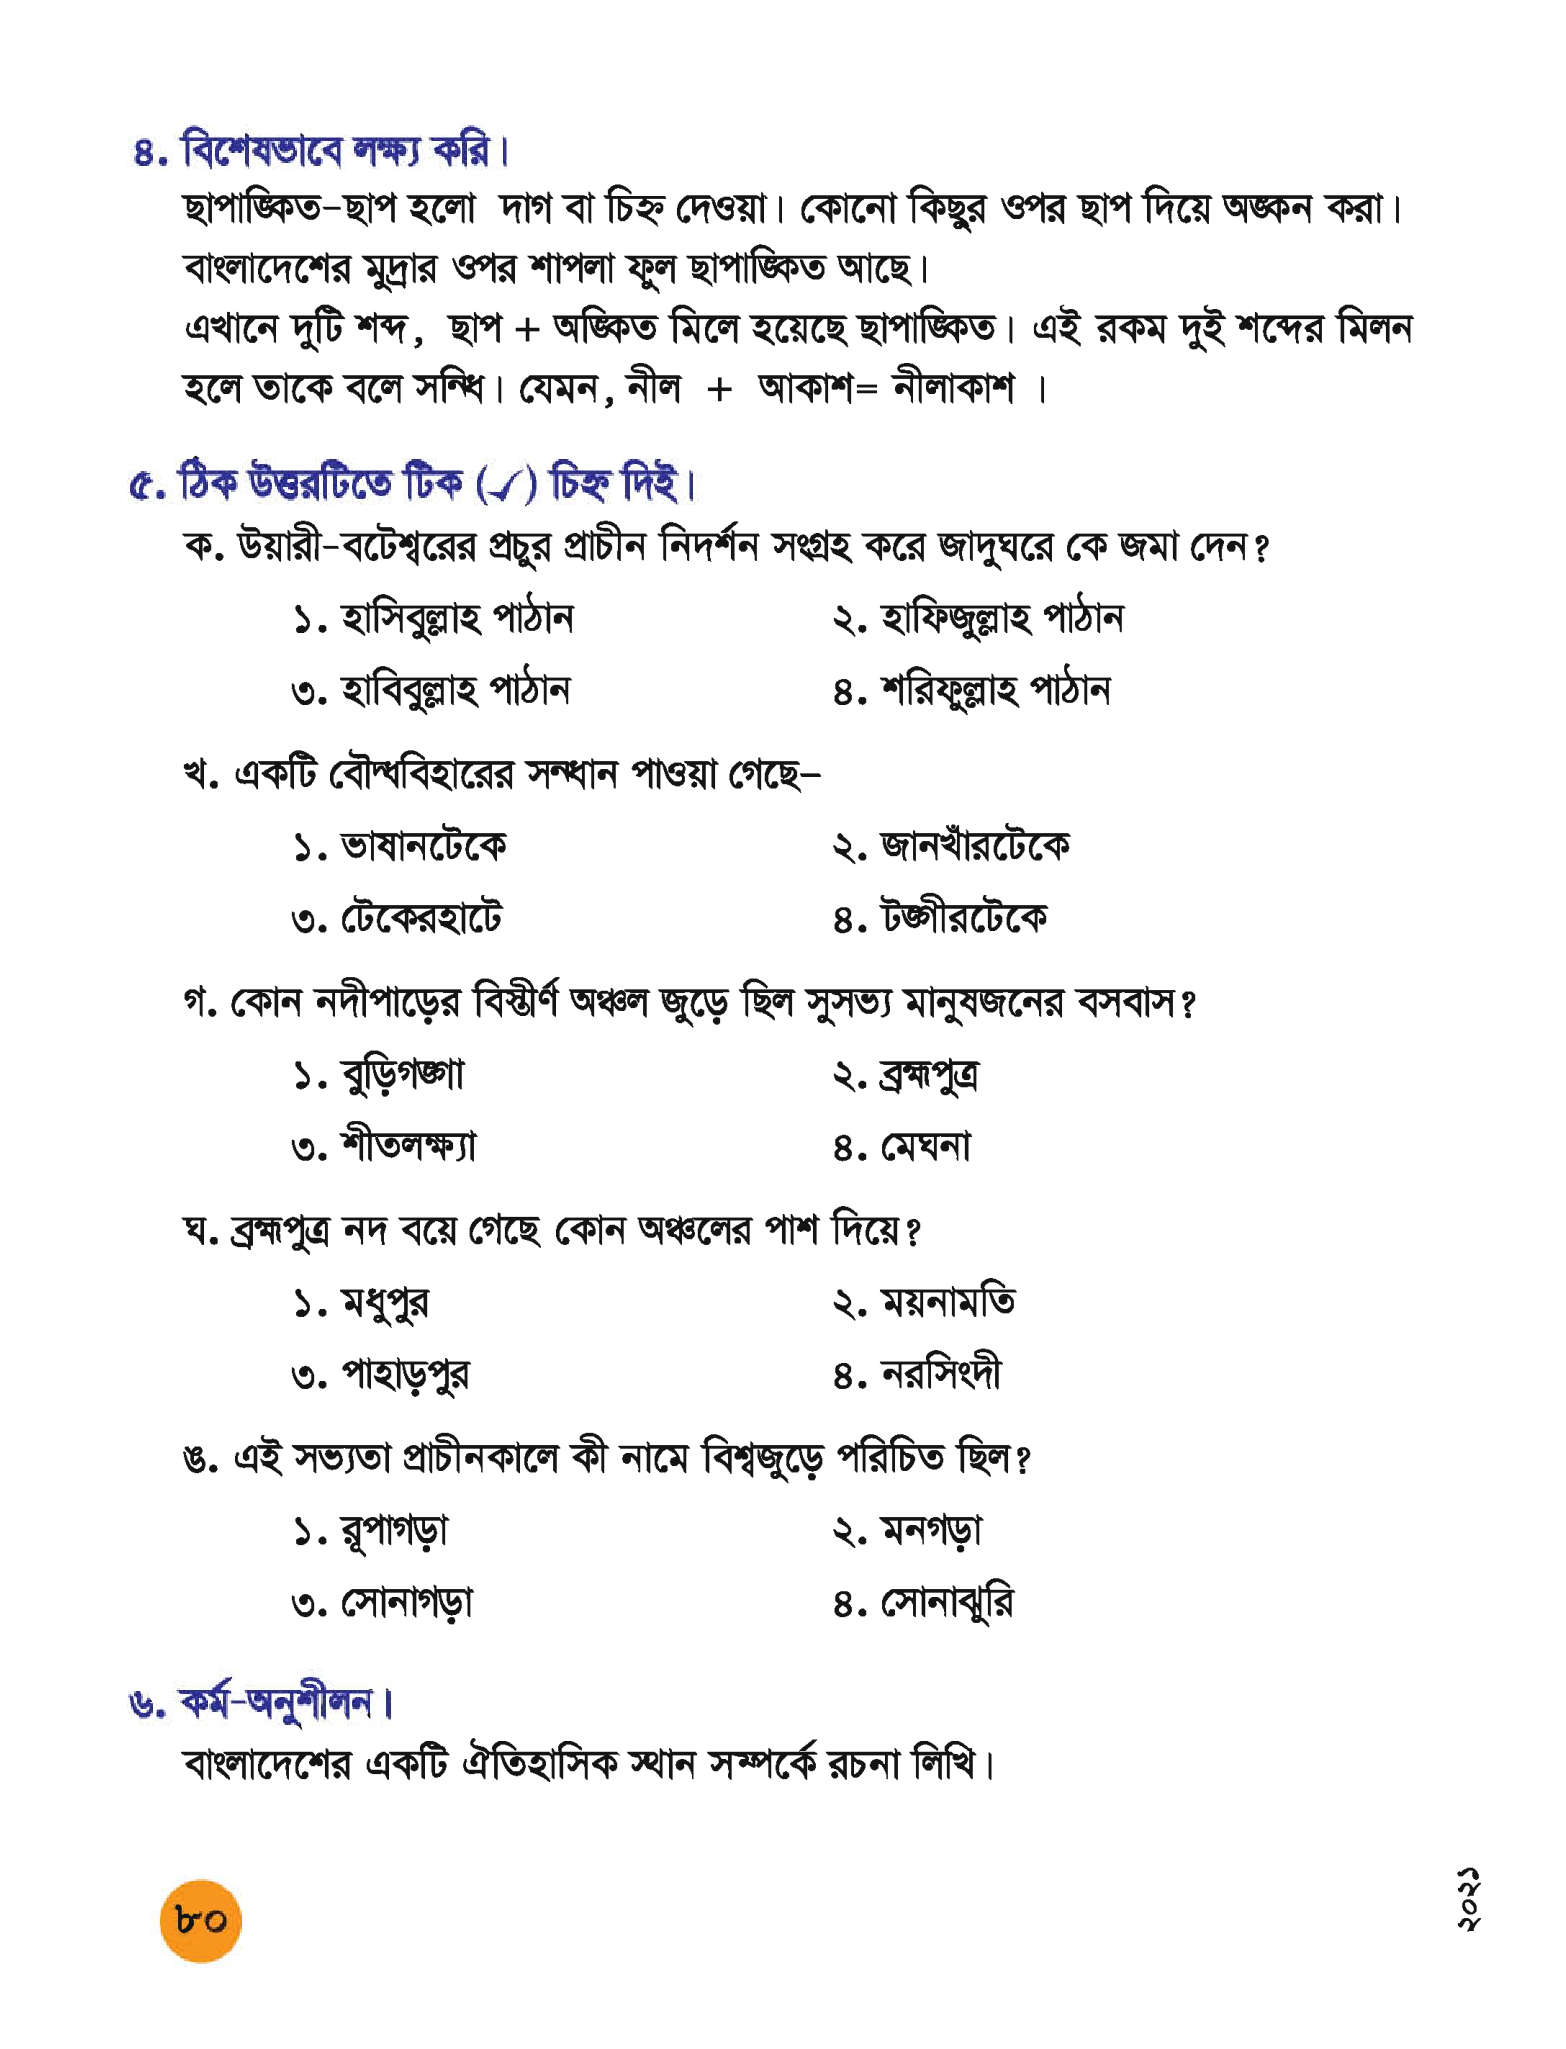 ৪. বিশেষভাবে লক্ষ্য করি।
ছাপাঙ্কিত–ছাপ হলো দাগ বা চিহ্ন দেওয়া। কোনো কিছুর ওপর ছাপ দিয়ে অঙ্কন করা।
বাংলাদেশের মুদ্রার ওপর শাপলা ফুল ছাপাঙ্কিত আছে।
এখানে দুটি শব্দ, ছাপ + অঙ্কিত মিলে হয়েছে ছাপাঙ্কিত। এই রকম দুই শব্দের মিলন
হলে তাকে বলে সন্ধি। যেমন, নীল + আকাশ= নীলাকাশ ।
৫. ঠিক উত্তরটিতে টিক (✓) চিহ্ন দিই।
ক. উয়ারী-বটেশ্বরের প্রচুর প্রাচীন নিদর্শন সংগ্রহ করে জাদুঘরে কে জমা দেন?
১. হাসিবুল্লাহ পাঠান ২. হাফিজুল্লাহ পাঠান
৩. হাবিবুল্লাহ পাঠান ৪. শরিফুল্লাহ পাঠান
খ. একটি বৌদ্ধবিহারের সন্ধান পাওয়া গেছে–
১. ভাষানটেকে ২. জানখাঁরটেকে
৩. টেকেরহাটে ৪. টঙ্গীরটেকে
গ. কোন নদীপাড়ের বিস্তীর্ণ অঞ্চল জুড়ে ছিল সুসভ্য মানুষজনের বসবাস?
১. বুড়িগঙ্গা ২. ব্রহ্মপুত্র
৩. শীতলক্ষ্যা ৪. মেঘনা
ঘ. ব্রহ্মপুত্র নদ বয়ে গেছে কোন অঞ্চলের পাশ দিয়ে?
১. মধুপুর ২. ময়নামতি
৩. পাহাড়পুর ৪. নরসিংদী
ঙ. এই সভ্যতা প্রাচীনকালে কী নামে বিশ্বজুড়ে পরিচিত ছিল?
১. রূপাগড়া ২. মনগড়া
৩. সোনাগড়া ৪. সোনাঝুরি
৬. কর্ম-অনুশীলন।
বাংলাদেশের একটি ঐতিহাসিক স্থান সম্পর্কে রচনা লিখি।
৮০
২০২১